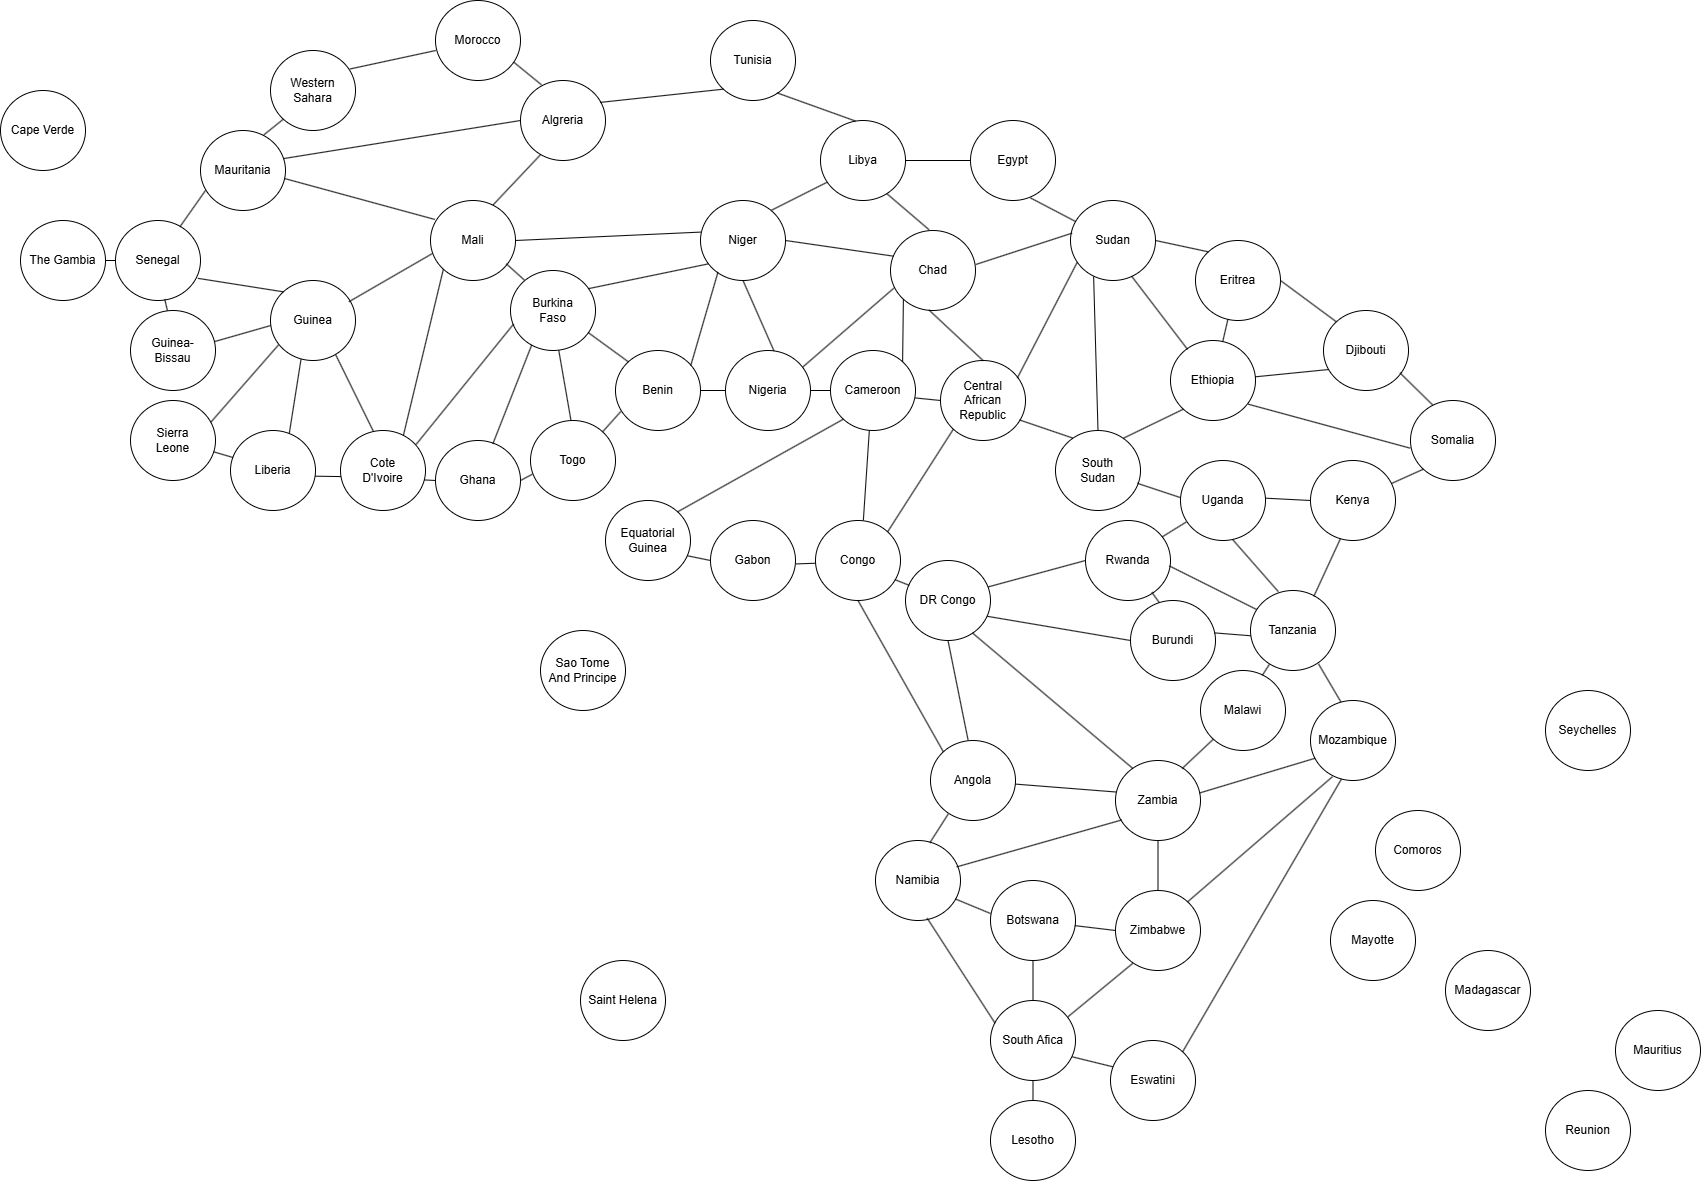 Morocco
Tunisia
Western
Sahara
Algreria
Cape Verde
Libya
Egypt
Mauritania
Mali
Niger
Sudan
The Gambia
Senegal
Chad
Eritrea
Burkina
Faso
Guinea
Guinea-
Bissau
Djibouti
Ethiopia
Benin
Nigeria
Cameroon
Central
African
Republic
Sierra
Leone
Somalia
Liberia
Cote
D'Ivoire
Ghana
Togo
South
Sudan
Uganda
Kenya
Equatorial
Guinea
Gabon
Congo
Rwanda
DR Congo
Burundi
Tanzania
Sao Tome
And Principe
Malawi
Seychelles
Mozambique
Angola
Zambia
Comoros
Namibia
Botswana
Zimbabwe
Mayotte
Madagascar
Saint Helena
South Afica
Mauritius
Eswatini
Reunion
Lesotho